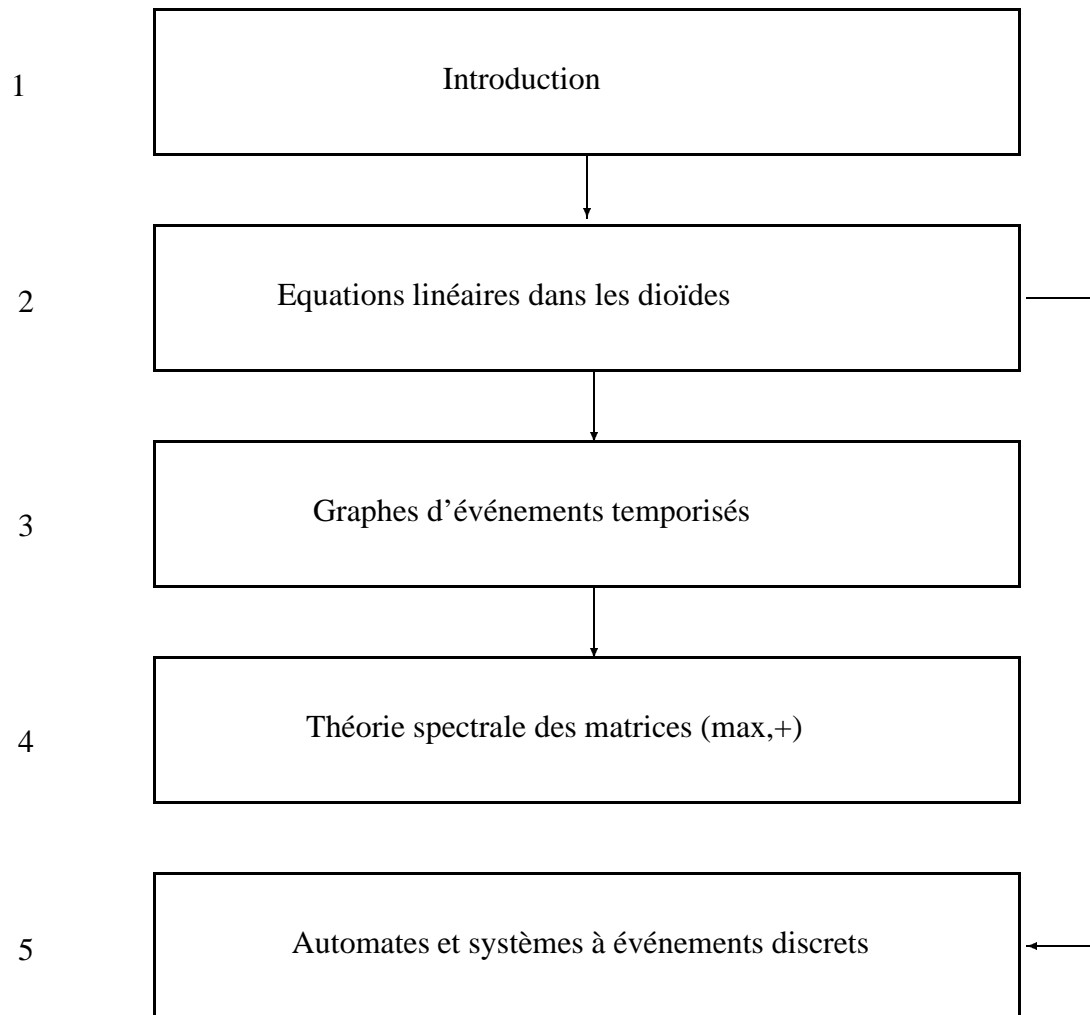 1 Introduction
2 Equations linéaires dans les dioïdes
3 Graphes d’événements temporisés
4 Théorie spectrale des matrices (max,+)
5 Automates et systèmes à événements discrets